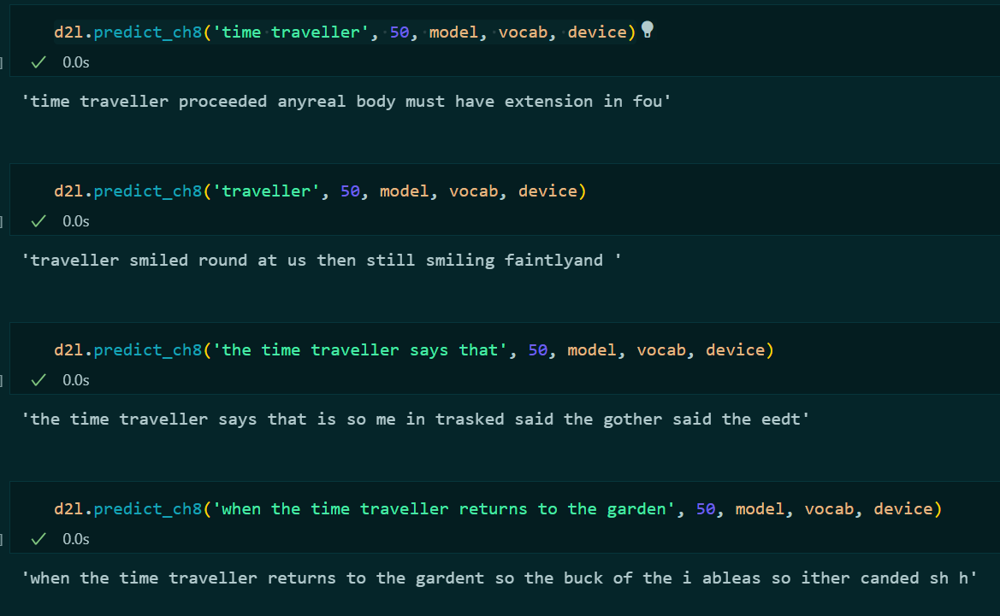 d2l.predict_ch8('time traveller', 50, model, vocab, device)
] ✓ 0.0s
'time traveller proceeded anyreal body must have extension in fou'
d2l.predict_ch8('traveller', 50, model, vocab, device)
] ✓ 0.0s
'traveller smiled round at us then still smiling faintlyand '
d2l.predict_ch8('the time traveller says that', 50, model, vocab, device)
] ✓ 0.0s
'the time traveller says that is so me in trasked said the gother said the eedt'
d2l.predict_ch8('when the time traveller returns to the garden', 50, model, vocab, device)
] ✓ 0.0s
'when the time traveller returns to the gardent so the buck of the i ableas so ither canded sh h'